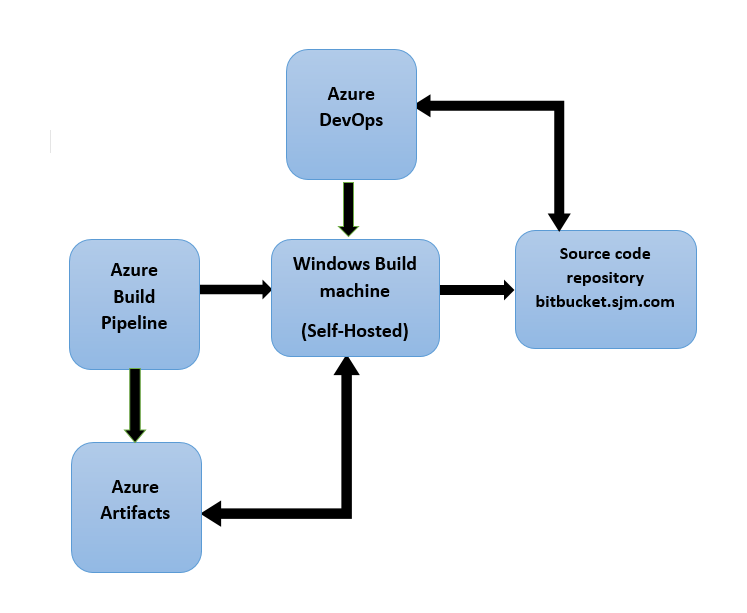 Azure
DevOps
Azure
Build
Pipeline
Windows Build
machine
(Self-Hosted)
Source code
repository
bitbucket.sjm.com
Azure
Artifacts